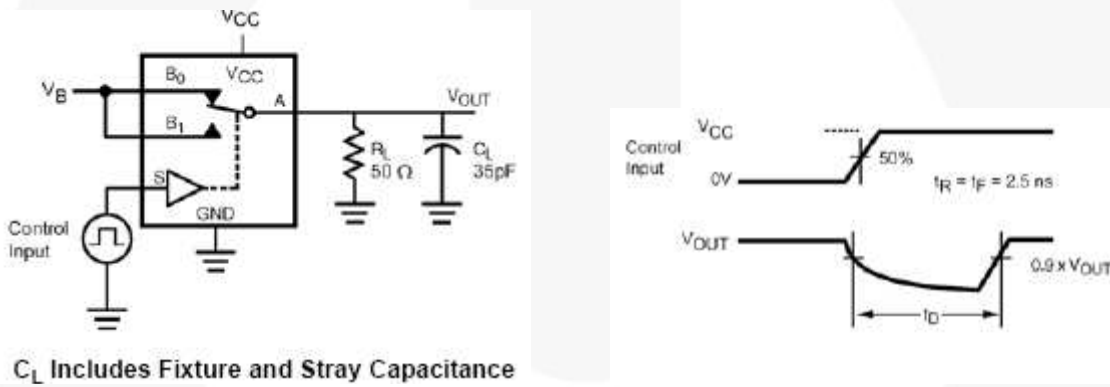 VCC
VCC
B0
VB
A
VOUT
B1
RL
50 Ω
CL
35pF
S
GND
Control
Input
CL Includes Fixture and Stray Capacitance
VCC
Control
Input
50%
0V
tR = tF = 2.5 ns
VOUT
0.9 x VOUT
tD